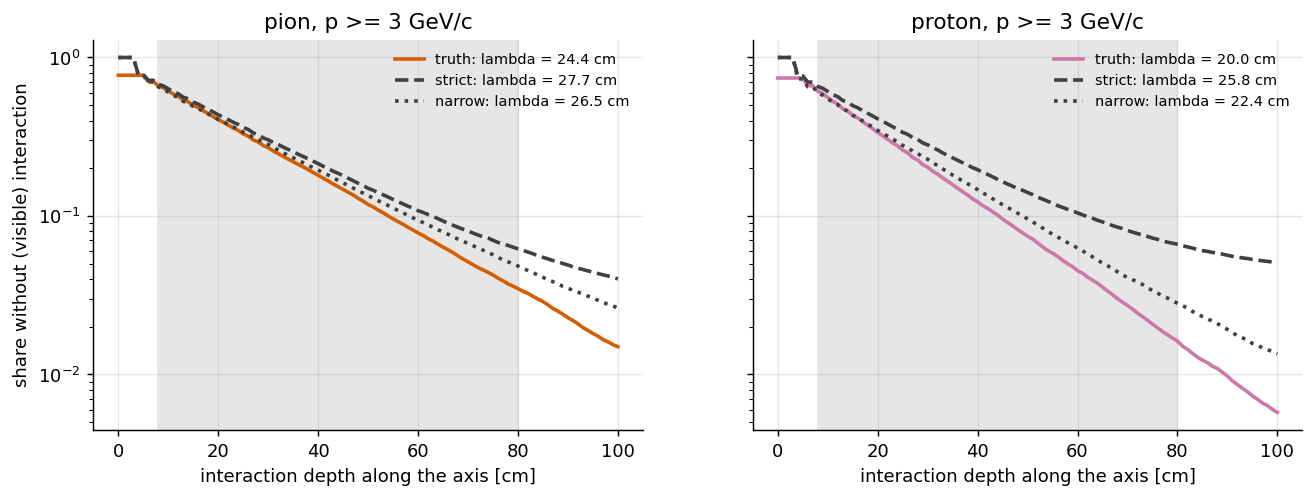 pion, p >= 3 GeV/c
truth: lambda = 24.4 cm
strict: lambda = 27.7 cm
narrow: lambda = 26.5 cm
share without (visible) interaction
10⁰
10⁻¹
10⁻²
0 20 40 60 80 100
interaction depth along the axis [cm]
proton, p >= 3 GeV/c
truth: lambda = 20.0 cm
strict: lambda = 25.8 cm
narrow: lambda = 22.4 cm
0 20 40 60 80 100
interaction depth along the axis [cm]